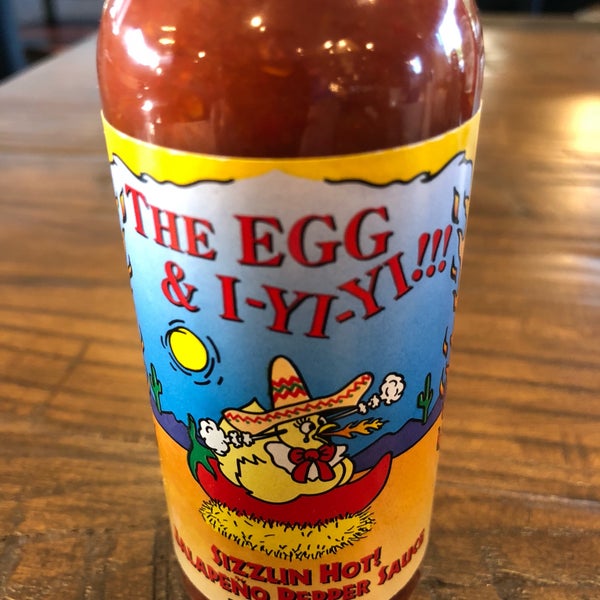 THE EGG
& I-YI-YI!!!
SIZZLIN HOT!
JALAPEÑO PEPPER SAUCE